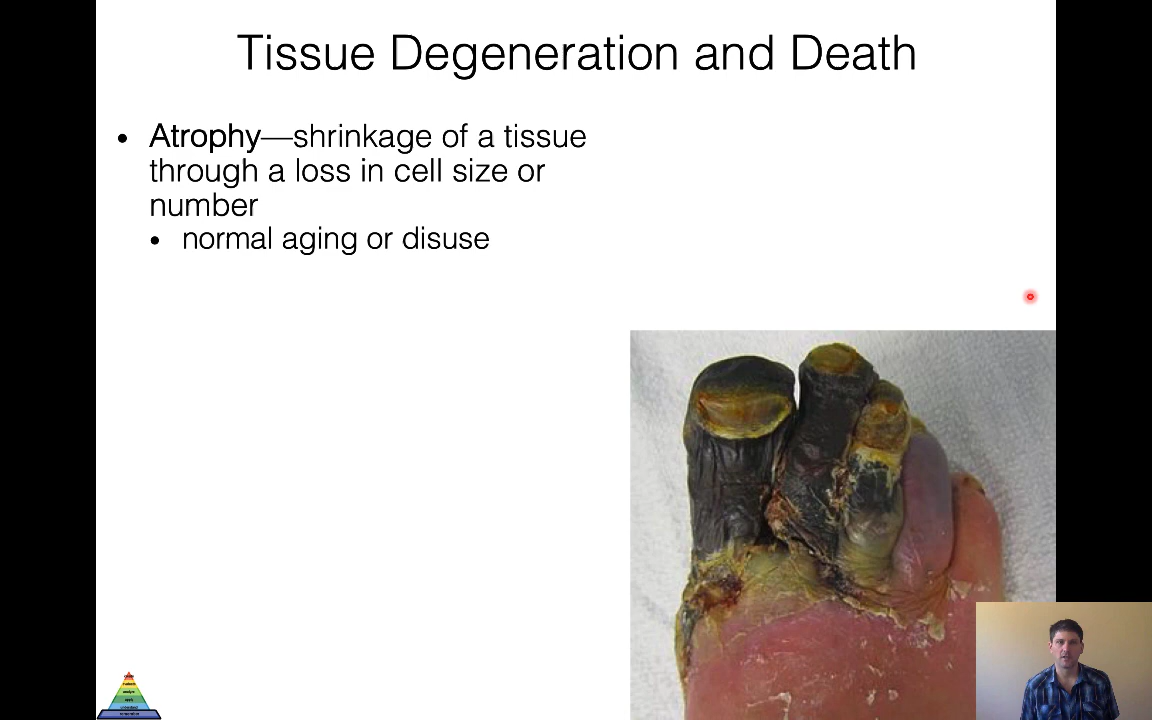 Tissue Degeneration and Death
• Atrophy—shrinkage of a tissue
through a loss in cell size or
number
• normal aging or disuse